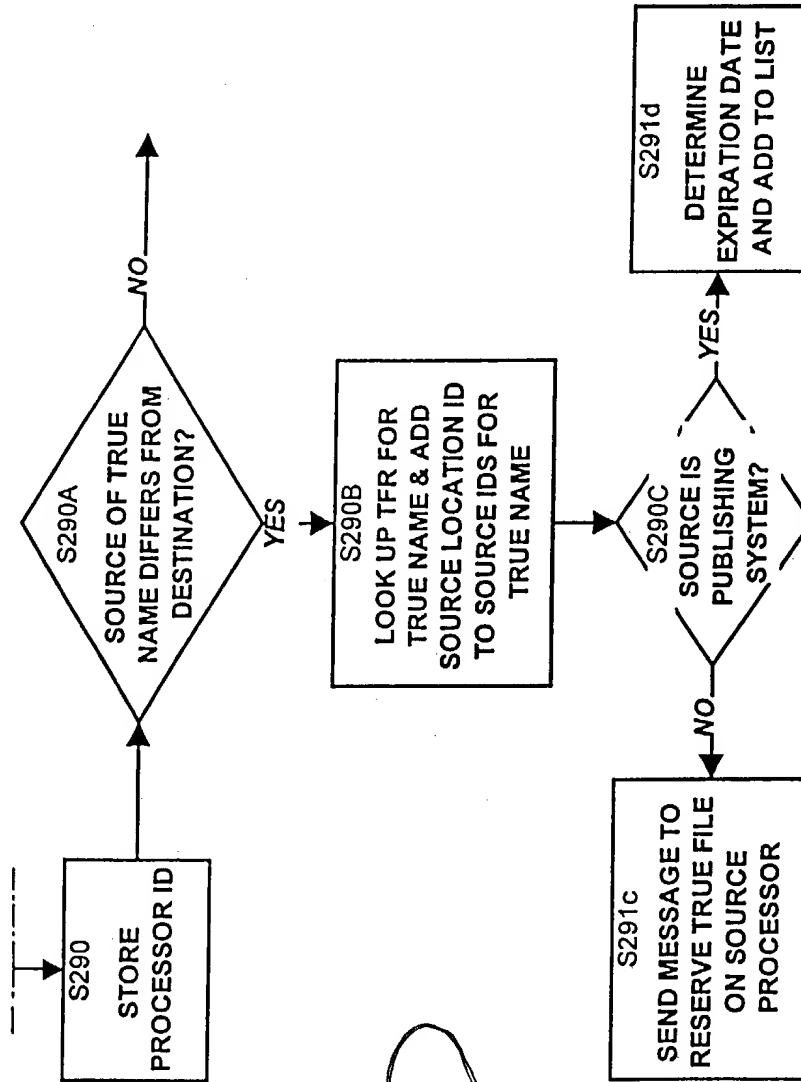 S290
STORE
PROCESSOR ID
S290A
SOURCE OF TRUE
NAME DIFFERS FROM
DESTINATION?
NO
YES
S290B
LOOK UP TFR FOR
TRUE NAME & ADD
SOURCE LOCATION ID
TO SOURCE IDS FOR
TRUE NAME
S290C
SOURCE IS
PUBLISHING
SYSTEM?
NO
YES
S291c
SEND MESSAGE TO
RESERVE TRUE FILE
ON SOURCE
PROCESSOR
S291d
DETERMINE
EXPIRATION DATE
AND ADD TO LIST